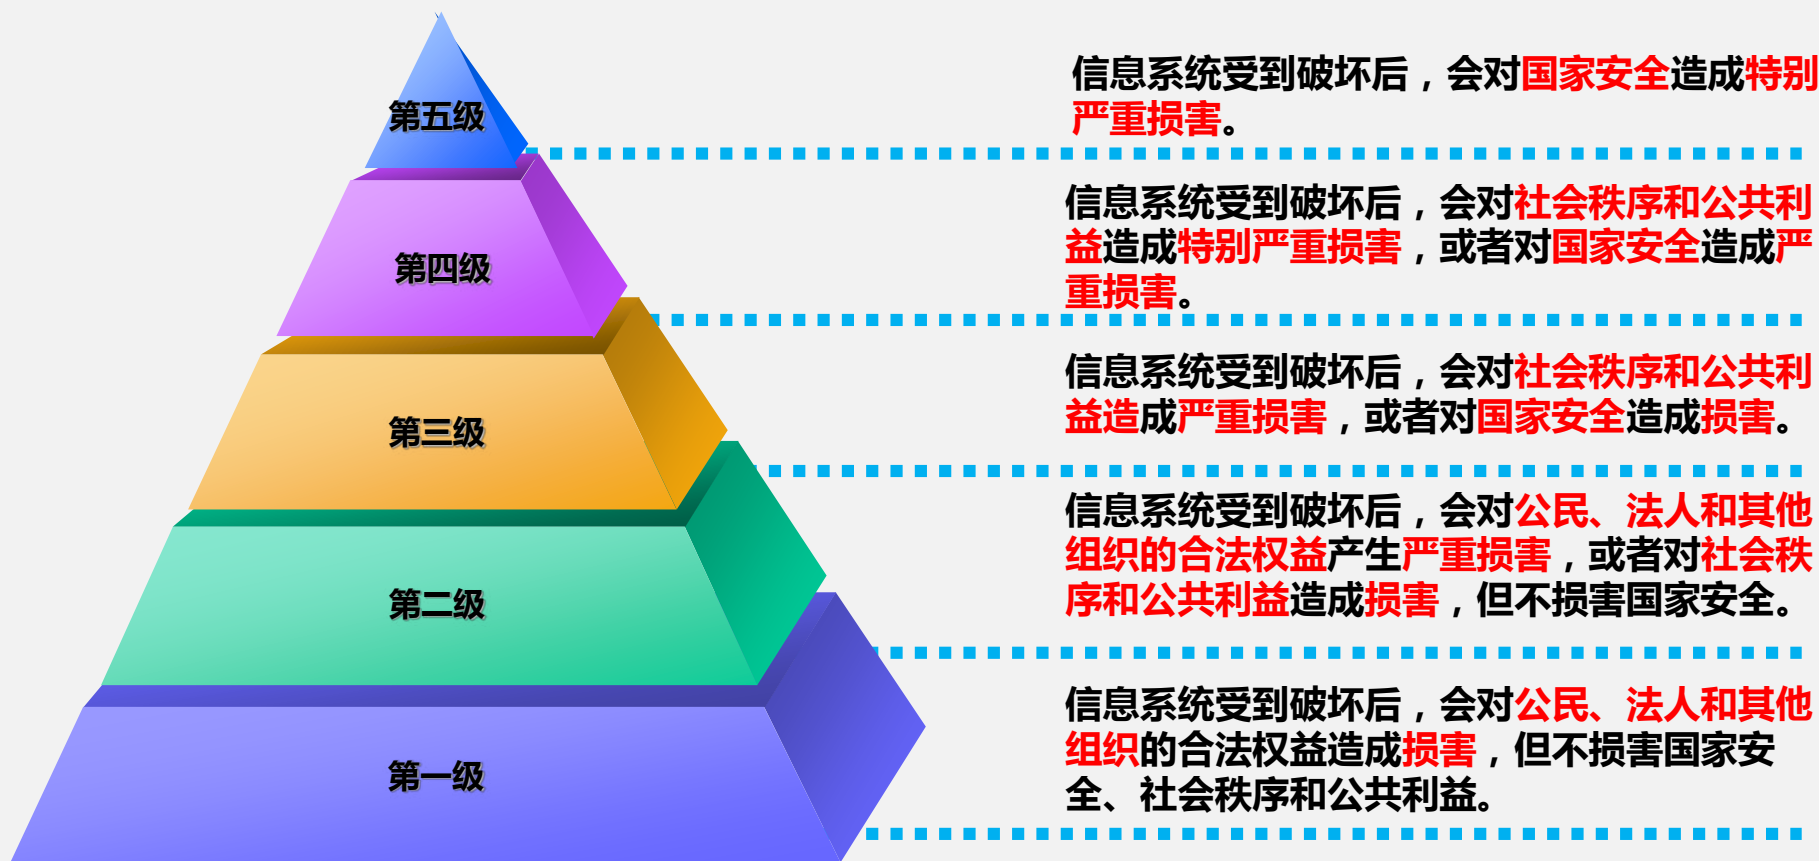 第五级
信息系统受到破坏后，会对国家安全造成特别
严重损害。
第四级
信息系统受到破坏后，会对社会秩序和公共利
益造成特别严重损害，或者对国家安全造成严
重损害。
第三级
信息系统受到破坏后，会对社会秩序和公共利
益造成严重损害，或者对国家安全造成损害。
第二级
信息系统受到破坏后，会对公民、法人和其他
组织的合法权益产生严重损害，或者对社会秩
序和公共利益造成损害，但不损害国家安全。
第一级
信息系统受到破坏后，会对公民、法人和其他
组织的合法权益造成损害，但不损害国家安
全、社会秩序和公共利益。